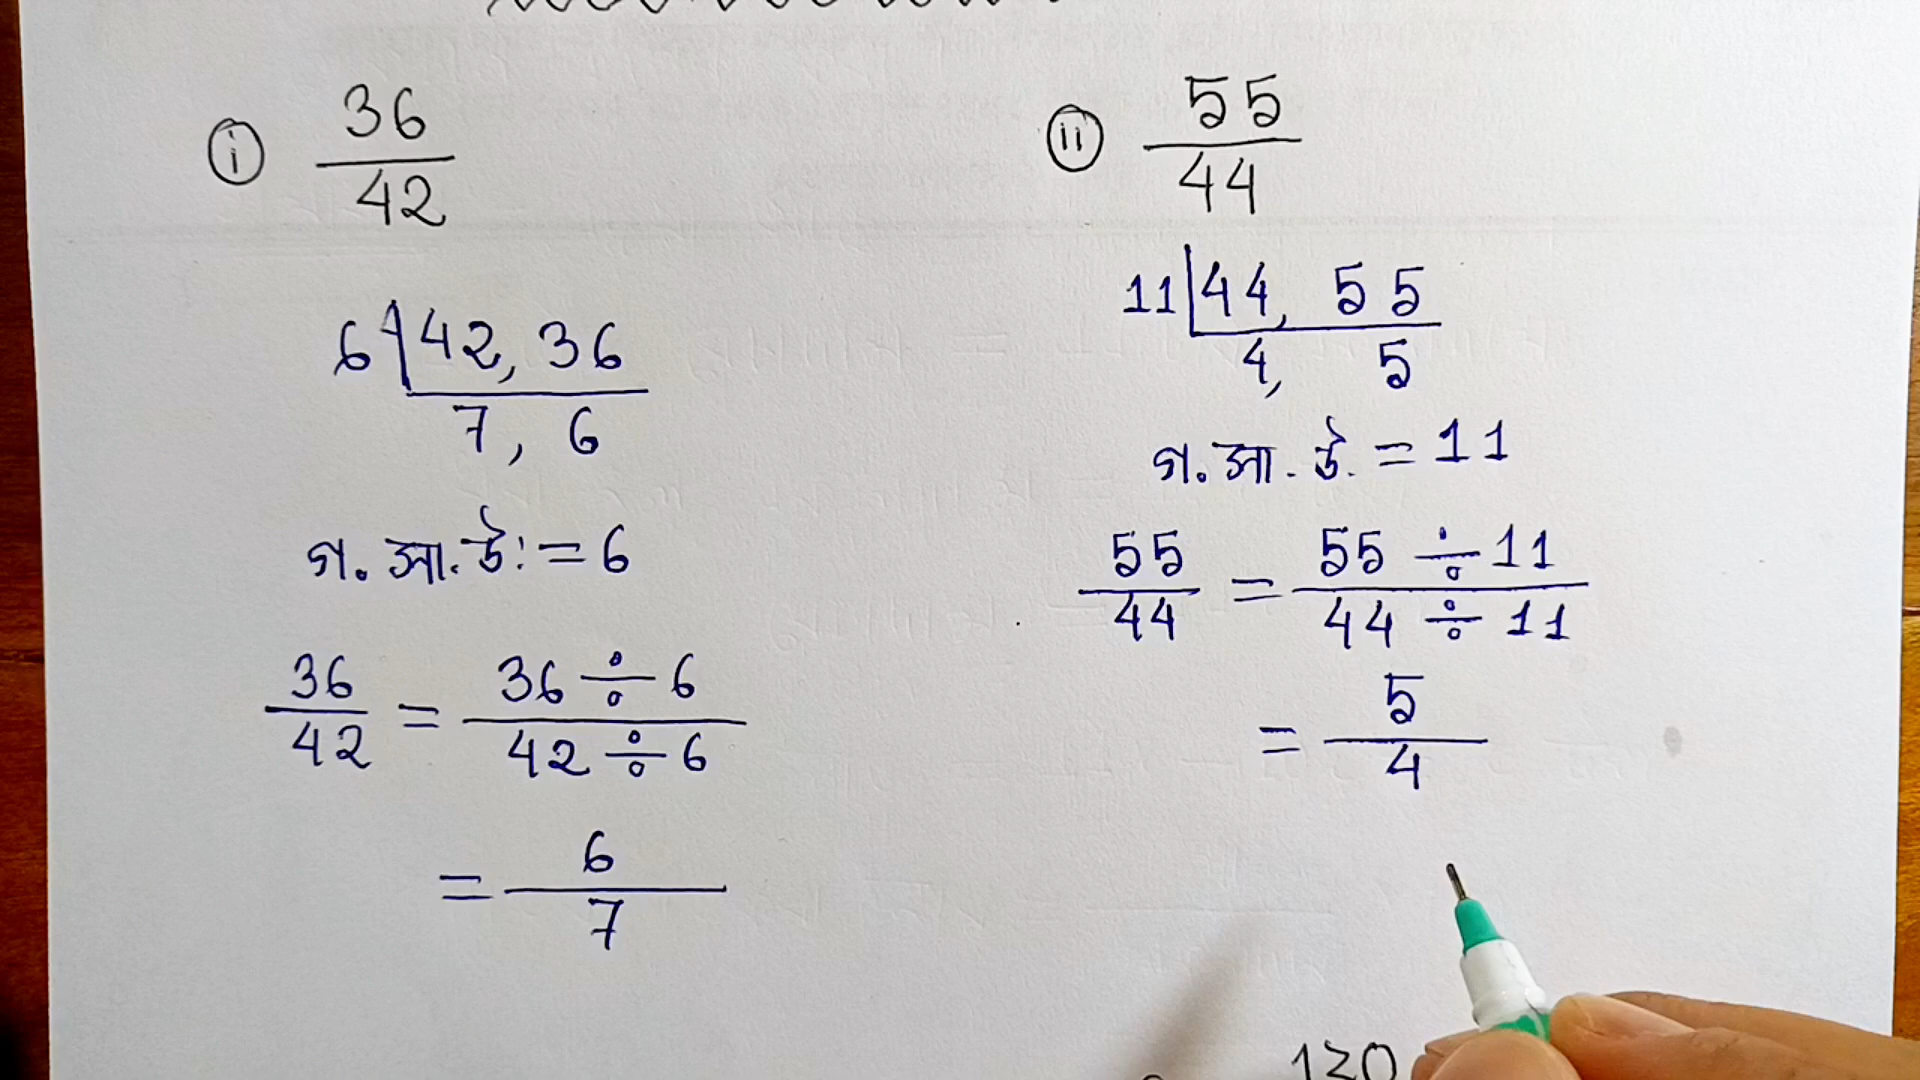 (i) 36/42
6 | 42, 36
7, 6
গ. সা. উ. = 6
36/42 = 36 ÷ 6 / 42 ÷ 6
= 6/7
(ii) 55/44
11 | 44, 55
4, 5
গ. সা. উ. = 11
55/44 = 55 ÷ 11 / 44 ÷ 11
= 5/4
120